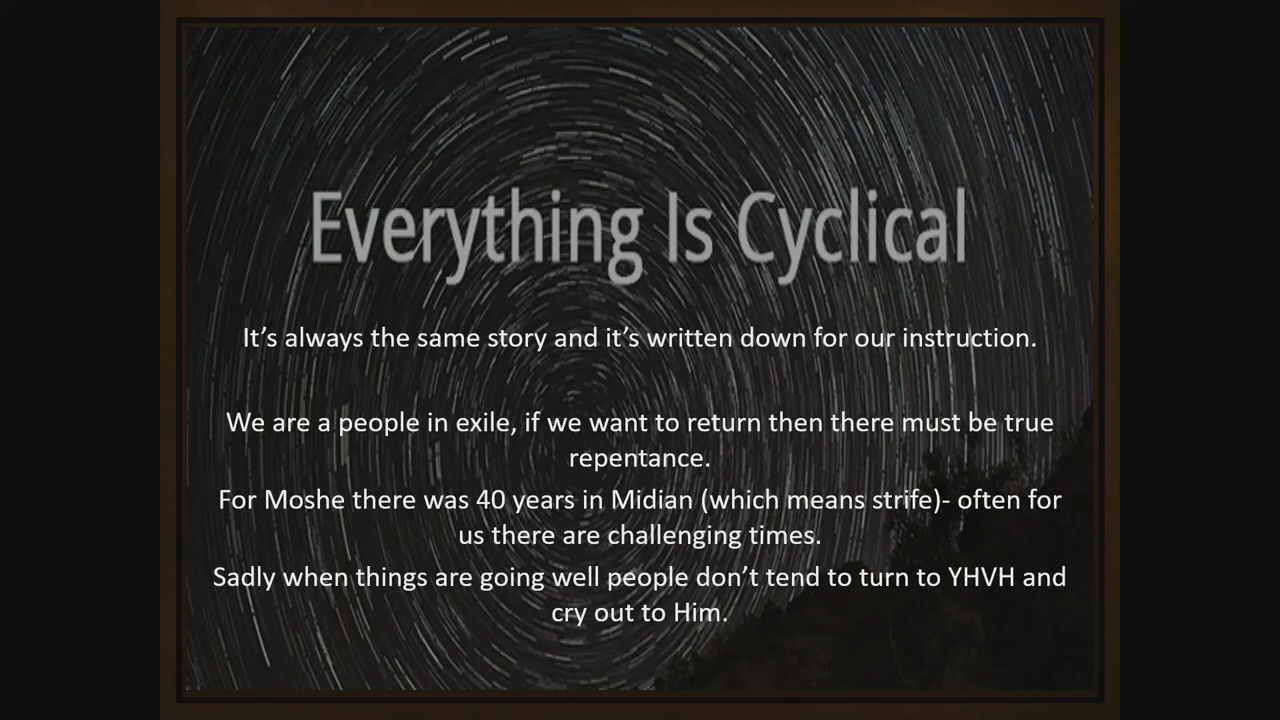 Everything Is Cyclical
It’s always the same story and it’s written down for our instruction.
We are a people in exile, if we want to return then there must be true
repentance.
For Moshe there was 40 years in Midian (which means strife)- often for
us there are challenging times.
Sadly when things are going well people don’t tend to turn to YHVH and
cry out to Him.